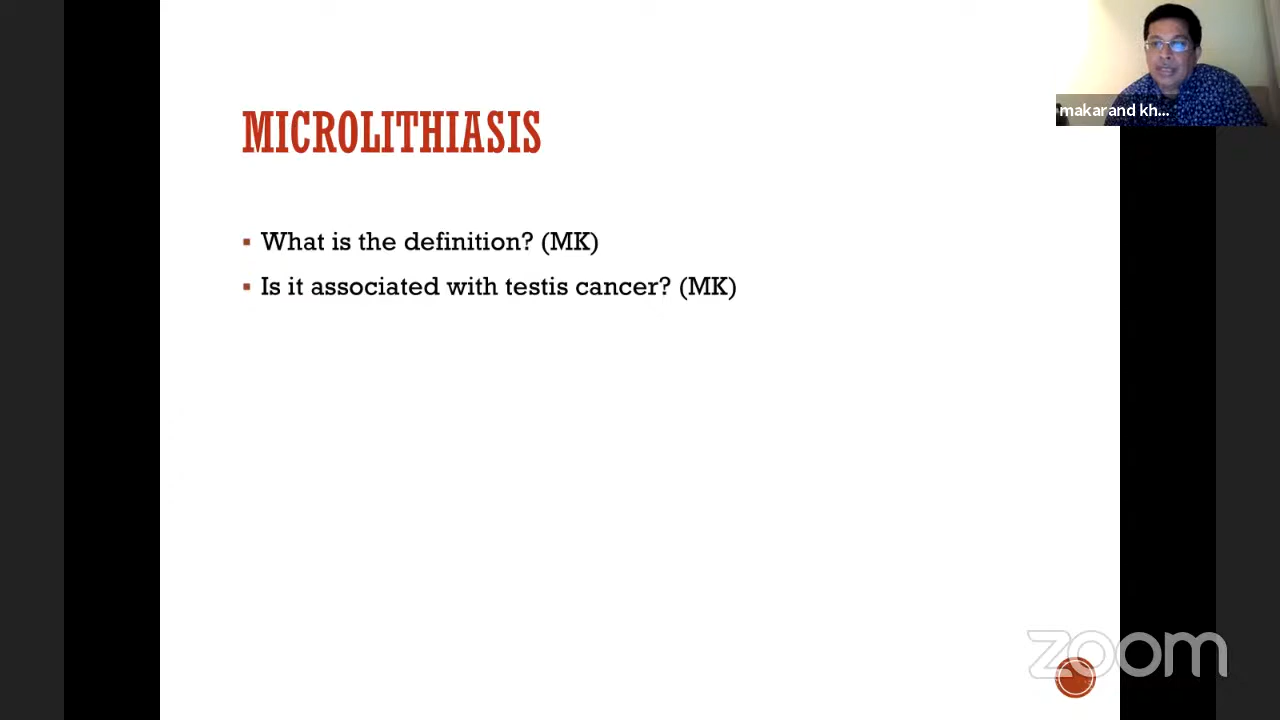 makarand kh...
MICROLITHIASIS
▪ What is the definition? (MK)
▪ Is it associated with testis cancer? (MK)
zoom